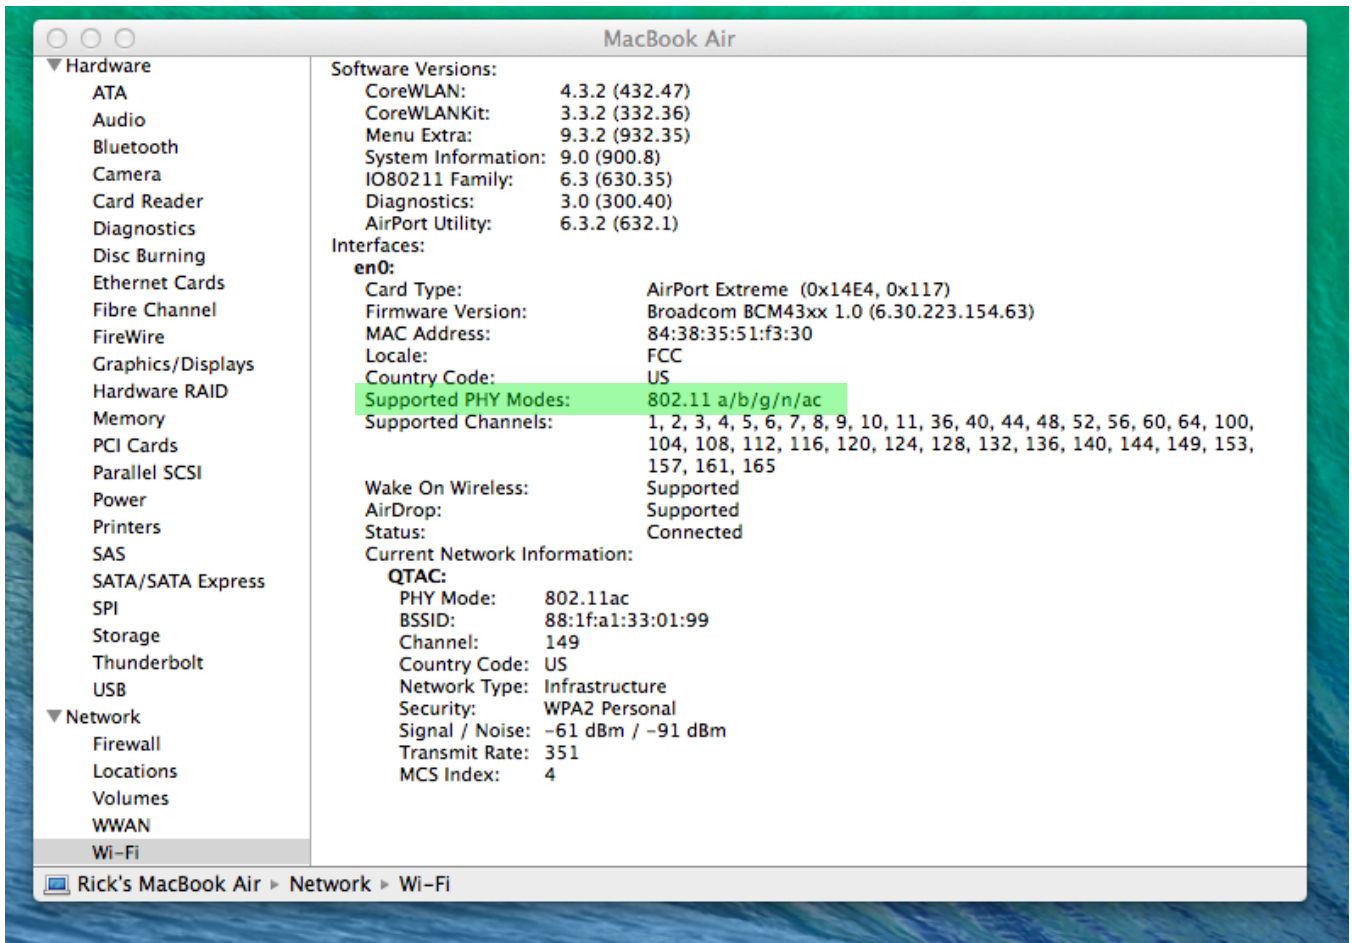 MacBook Air
Hardware
ATA
Audio
Bluetooth
Camera
Card Reader
Diagnostics
Disc Burning
Ethernet Cards
Fibre Channel
FireWire
Graphics/Displays
Hardware RAID
Memory
PCI Cards
Parallel SCSI
Power
Printers
SAS
SATA/SATA Express
SPI
Storage
Thunderbolt
USB
Network
Firewall
Locations
Volumes
WWAN
Wi-Fi
Software Versions:
CoreWLAN: 4.3.2 (432.47)
CoreWLANKit: 3.3.2 (332.36)
Menu Extra: 9.3.2 (932.35)
System Information: 9.0 (900.8)
IO80211 Family: 6.3 (630.35)
Diagnostics: 3.0 (300.40)
AirPort Utility: 6.3.2 (632.1)
Interfaces:
en0:
Card Type: AirPort Extreme (0x14E4, 0x117)
Firmware Version: Broadcom BCM43xx 1.0 (6.30.223.154.63)
MAC Address: 84:38:35:51:f3:30
Locale: FCC
Country Code: US
Supported PHY Modes: 802.11 a/b/g/n/ac
Supported Channels: 1, 2, 3, 4, 5, 6, 7, 8, 9, 10, 11, 36, 40, 44, 48, 52, 56, 60, 64, 100,
104, 108, 112, 116, 120, 124, 128, 132, 136, 140, 144, 149, 153,
157, 161, 165
Wake On Wireless: Supported
AirDrop: Supported
Status: Connected
Current Network Information:
QTAC:
PHY Mode: 802.11ac
BSSID: 88:1f:a1:33:01:99
Channel: 149
Country Code: US
Network Type: Infrastructure
Security: WPA2 Personal
Signal / Noise: -61 dBm / -91 dBm
Transmit Rate: 351
MCS Index: 4
Rick's MacBook Air ▸ Network ▸ Wi-Fi